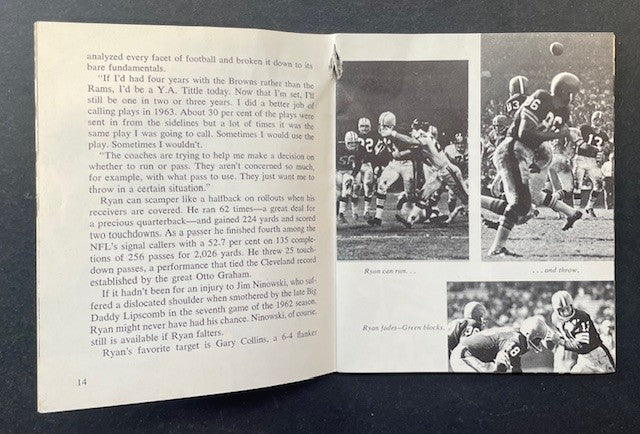 analyzed every facet of football and broken it down to its
bare fundamentals.
"If I'd had four years with the Browns rather than the
Rams, I'd be a Y.A. Tittle today. Now that I'm set, I'll
still be one in two or three years. I did a better job of
calling plays in 1963. About 30 per cent of the plays were
sent in from the sidelines but a lot of times it was the
same play I was going to call. Sometimes I would use the
play. Sometimes I wouldn't.
"The coaches are trying to help me make a decision on
whether to run or pass. They aren't concerned so much,
for example, with what pass to use. They just want me to
throw in a certain situation."
Ryan can scamper like a halfback on rollouts when his
receivers are covered. He ran 62 times—a great deal for
a precious quarterback—and gained 224 yards and scored
two touchdowns. As a passer he finished fourth among the
NFL's signal callers with a 52.7 per cent on 135 comple-
tions of 256 passes for 2,026 yards. He threw 25 touch-
down passes, a performance that tied the Cleveland record
established by the great Otto Graham.
If it hadn't been for an injury to Jim Ninowski, who suf-
fered a dislocated shoulder when smothered by the late Big
Daddy Lipscomb in the seventh game of the 1962 season,
Ryan might never have had his chance. Ninowski, of course,
still is available if Ryan falters.
Ryan's favorite target is Gary Collins, a 6-4 flanker
14
Ryan can run . . .
. . . and throw,
Ryan fades—Green blocks.